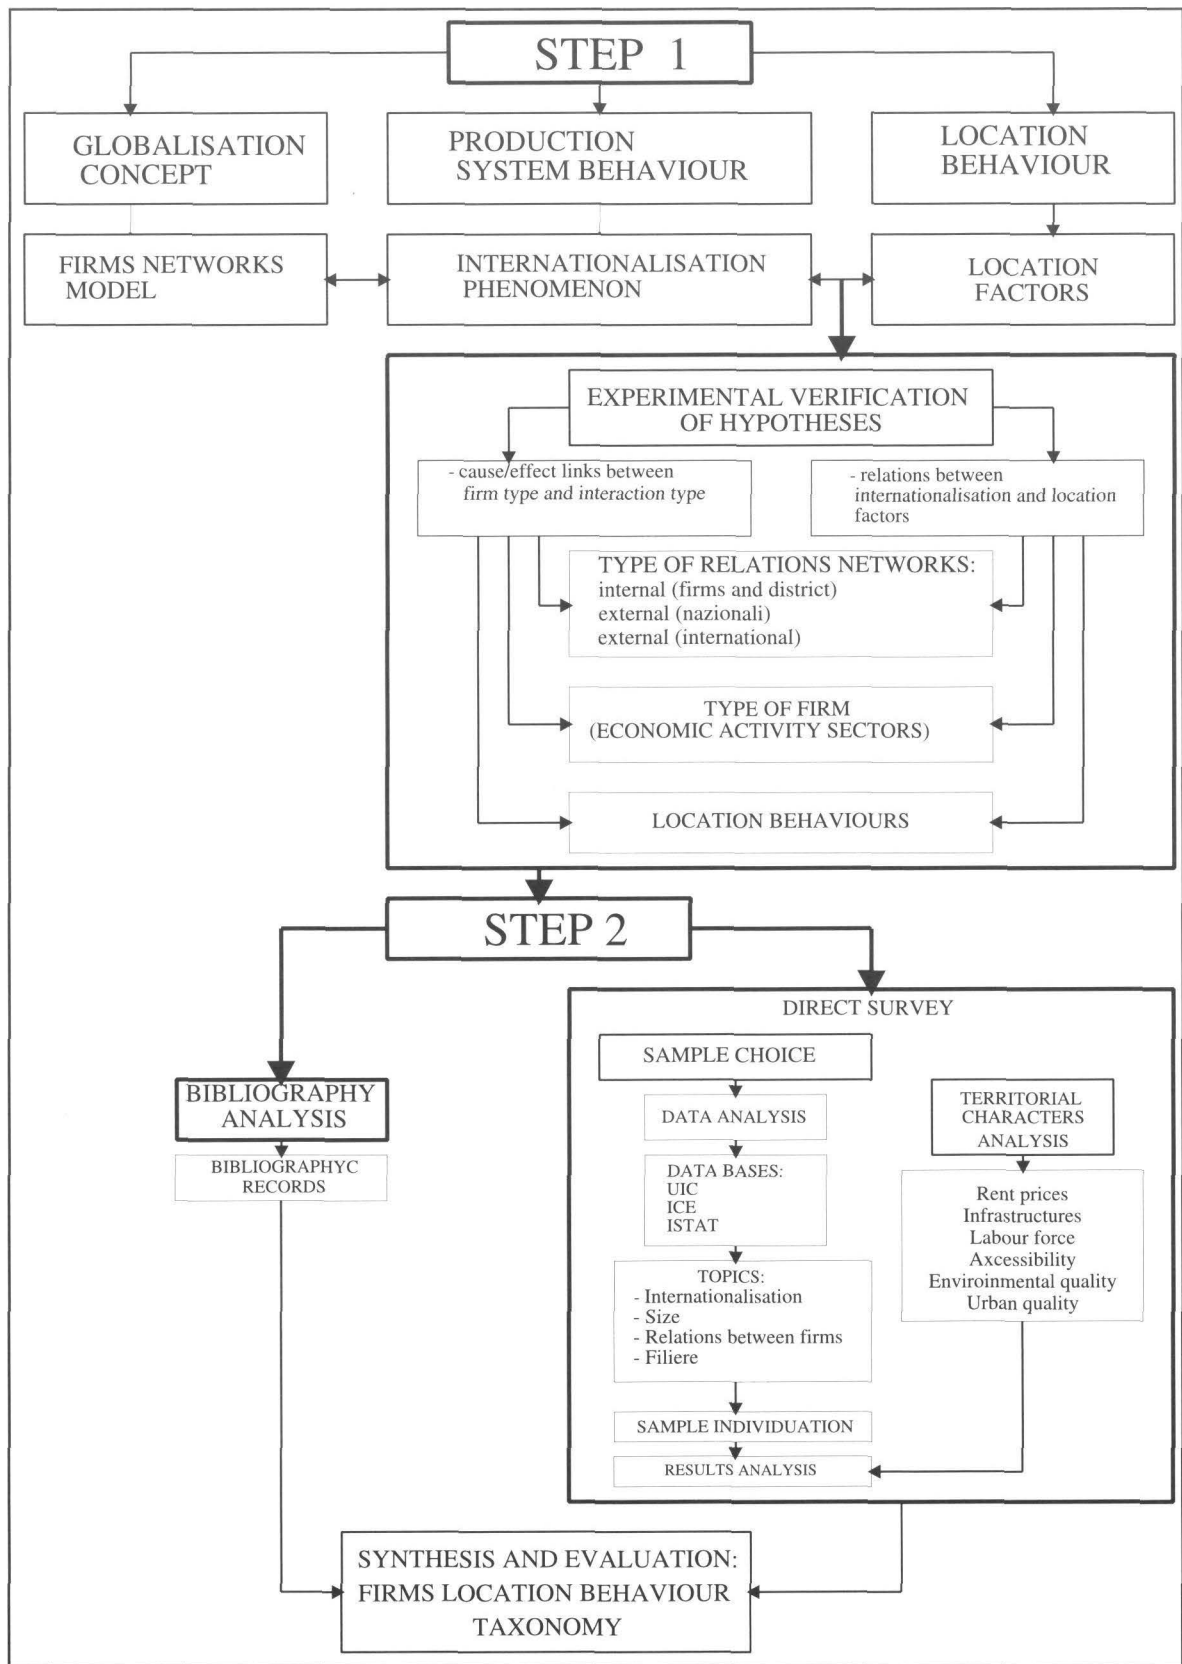 STEP 1
GLOBALISATION
CONCEPT
PRODUCTION
SYSTEM BEHAVIOUR
LOCATION
BEHAVIOUR
FIRMS NETWORKS
MODEL
INTERNATIONALISATION
PHENOMENON
LOCATION
FACTORS
EXPERIMENTAL VERIFICATION
OF HYPOTHESES
- cause/effect links between
firm type and interaction type
- relations between
internationalisation and location
factors
TYPE OF RELATIONS NETWORKS:
internal (firms and district)
external (nazionali)
external (international)
TYPE OF FIRM
(ECONOMIC ACTIVITY SECTORS)
LOCATION BEHAVIOURS
STEP 2
BIBLIOGRAPHY
ANALYSIS
BIBLIOGRAPHYC
RECORDS
DIRECT SURVEY
SAMPLE CHOICE
DATA ANALYSIS
DATA BASES:
UIC
ICE
ISTAT
TOPICS:
- Internationalisation
- Size
- Relations between firms
- Filiere
SAMPLE INDIVIDUATION
RESULTS ANALYSIS
TERRITORIAL
CHARACTERS
ANALYSIS
Rent prices
Infrastructures
Labour force
Axcessibility
Enviroinmental quality
Urban quality
SYNTHESIS AND EVALUATION:
FIRMS LOCATION BEHAVIOUR
TAXONOMY